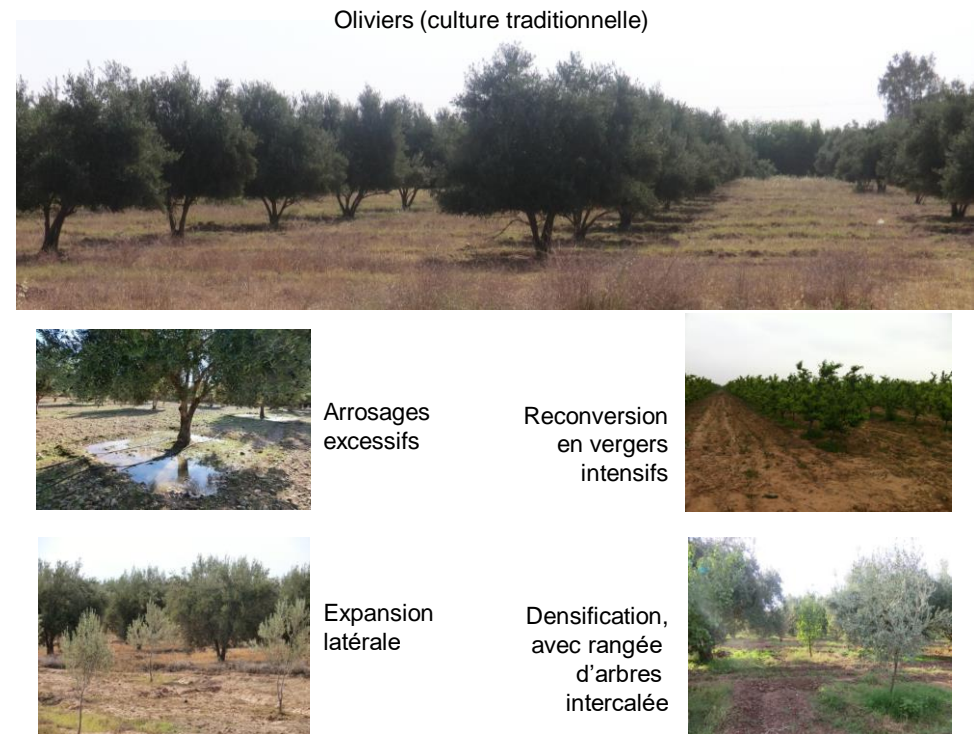 Oliviers (culture traditionnelle)
Arrosages
excessifs
Reconversion
en vergers
intensifs
Expansion
latérale
Densification,
avec rangée
d’arbres
intercalée